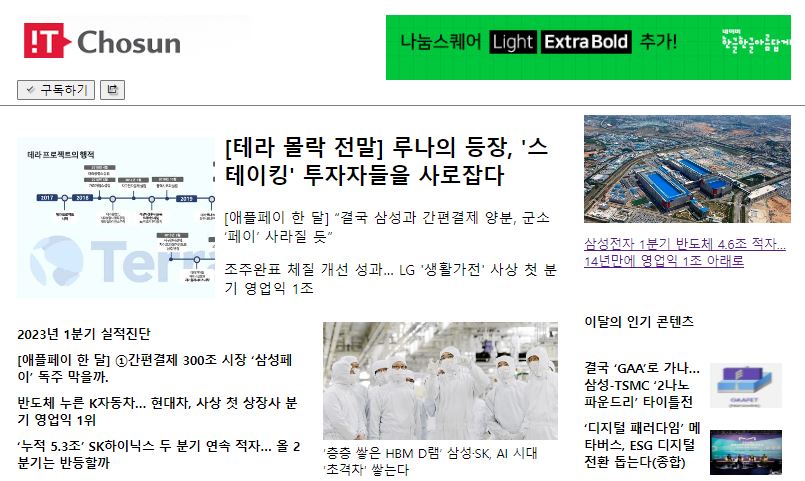 IT Chosun
나눔스퀘어 Light ExtraBold 추가!
네이버
한글한글아름답게
구독하기
테라 프로젝트의 행적
2017
2018
2019
Terra
[테라 몰락 전말] 루나의 등장, '스
테이킹' 투자자들을 사로잡다
[애플페이 한 달] “결국 삼성과 간편결제 양분, 군소
‘페이’ 사라질 듯”
조주완표 체질 개선 성과… LG '생활가전' 사상 첫 분
기 영업익 1조
삼성전자 1분기 반도체 4.6조 적자…
14년만에 영업익 1조 아래로
2023년 1분기 실적진단
[애플페이 한 달] ①간편결제 300조 시장 ‘삼성페
이’ 독주 막을까.
반도체 누른 K자동차… 현대차, 사상 첫 상장사 분
기 영업익 1위
‘누적 5.3조’ SK하이닉스 두 분기 연속 적자… 올 2
분기는 반등할까
‘층층 쌓은 HBM D램’ 삼성·SK, AI 시대
‘초격차’ 쌓는다
이달의 인기 콘텐츠
결국 ‘GAA’로 가나…
삼성-TSMC ‘2나노
파운드리’ 타이틀전
GAAFET
‘디지털 패러다임’ 메
타버스, ESG 디지털
전환 돕는다(종합)